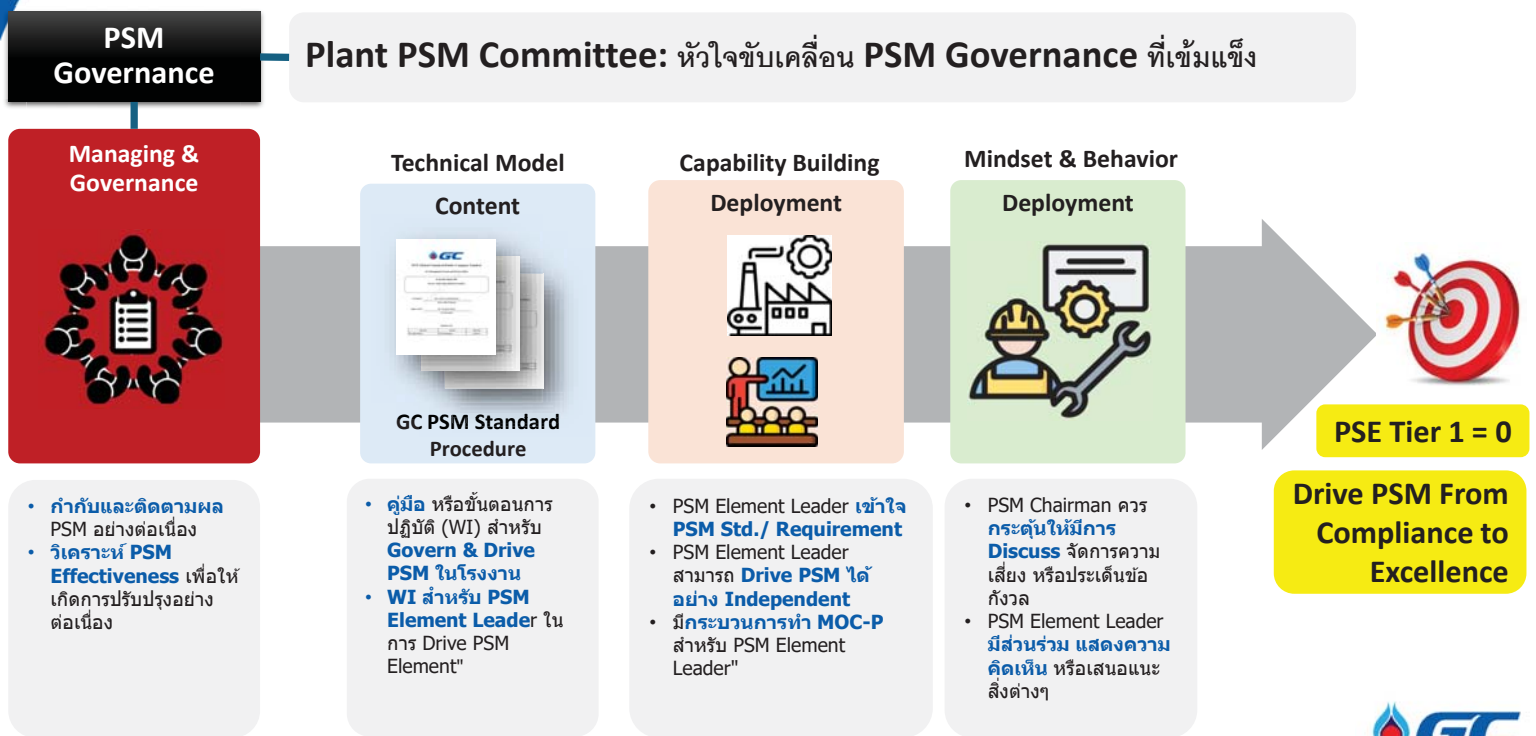 PSM
Governance
Plant PSM Committee: หัวใจขับเคลื่อน PSM Governance ที่เข้มแข็ง
Managing &
Governance
Technical Model
Content
GC
GC PSM Standard
Procedure
Capability Building
Deployment
Mindset & Behavior
Deployment
PSE Tier 1 = 0
Drive PSM From
Compliance to
Excellence
• กำกับและติดตามผล
PSM อย่างต่อเนื่อง
• วิเคราะห์ PSM
Effectiveness เพื่อให้
เกิดการปรับปรุงอย่าง
ต่อเนื่อง
• คู่มือ หรือขั้นตอนการ
ปฏิบัติ (WI) สำหรับ
Govern & Drive
PSM ในโรงงาน
• WI สำหรับ PSM
Element Leader ใน
การ Drive PSM
Element"
• PSM Element Leader เข้าใจ
PSM Std./ Requirement
• PSM Element Leader
สามารถ Drive PSM ได้
อย่าง Independent
• มีกระบวนการทำ MOC-P
สำหรับ PSM Element
Leader"
• PSM Chairman ควร
กระตุ้นให้มีการ
Discuss จัดการความ
เสี่ยง หรือประเด็นข้อ
กังวล
• PSM Element Leader
มีส่วนร่วม แสดงความ
คิดเห็น หรือเสนอแนะ
สิ่งต่างๆ
GC